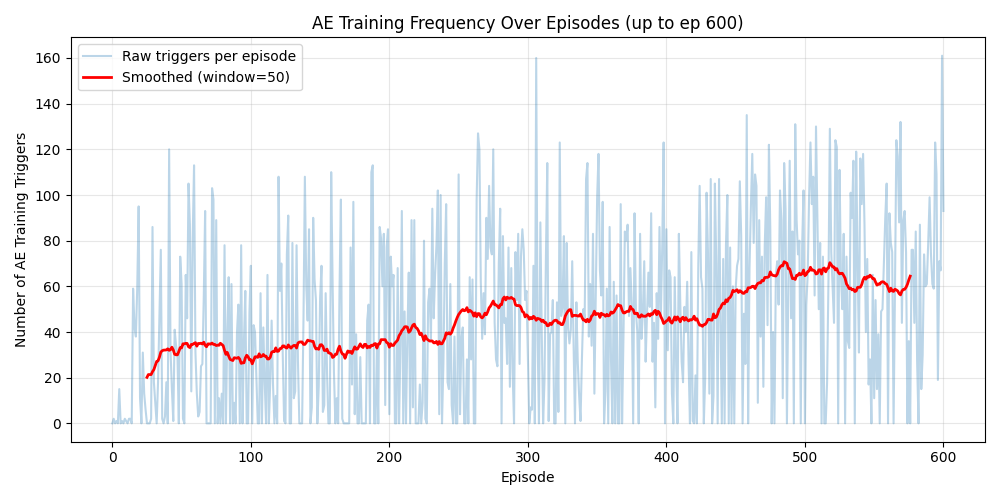 AE Training Frequency Over Episodes (up to ep 600)
Raw triggers per episode
Smoothed (window=50)
Number of AE Training Triggers
160
140
120
100
80
60
40
20
0
0 100 200 300 400 500 600
Episode